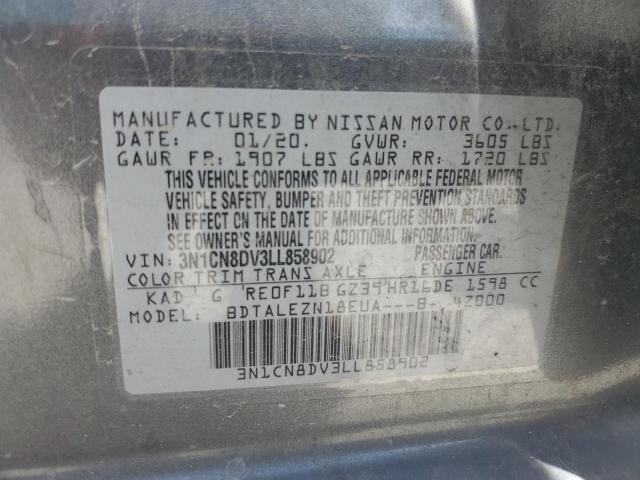 MANUFACTURED BY NISSAN MOTOR CO., LTD.
DATE: 01/20. GVWR: 3605 LBS
GAWR FR: 1907 LBS GAWR RR: 1720 LBS
THIS VEHICLE CONFORMS TO ALL APPLICABLE FEDERAL MOTOR
VEHICLE SAFETY, BUMPER AND THEFT PREVENTION STANDARDS
IN EFFECT ON THE DATE OF MANUFACTURE SHOWN ABOVE.
SEE OWNER'S MANUAL FOR ADDITIONAL INFORMATION.
VIN: 3N1CN8DV3LL858902 PASSENGER CAR.
COLOR TRIM TRANS AXLE ENGINE
KAD G RE0F11B GZ39 HR16DE 1598 CC
MODEL: BDTALEZN18EUA---B-. 4Z000
3N1CN8DV3LL858902